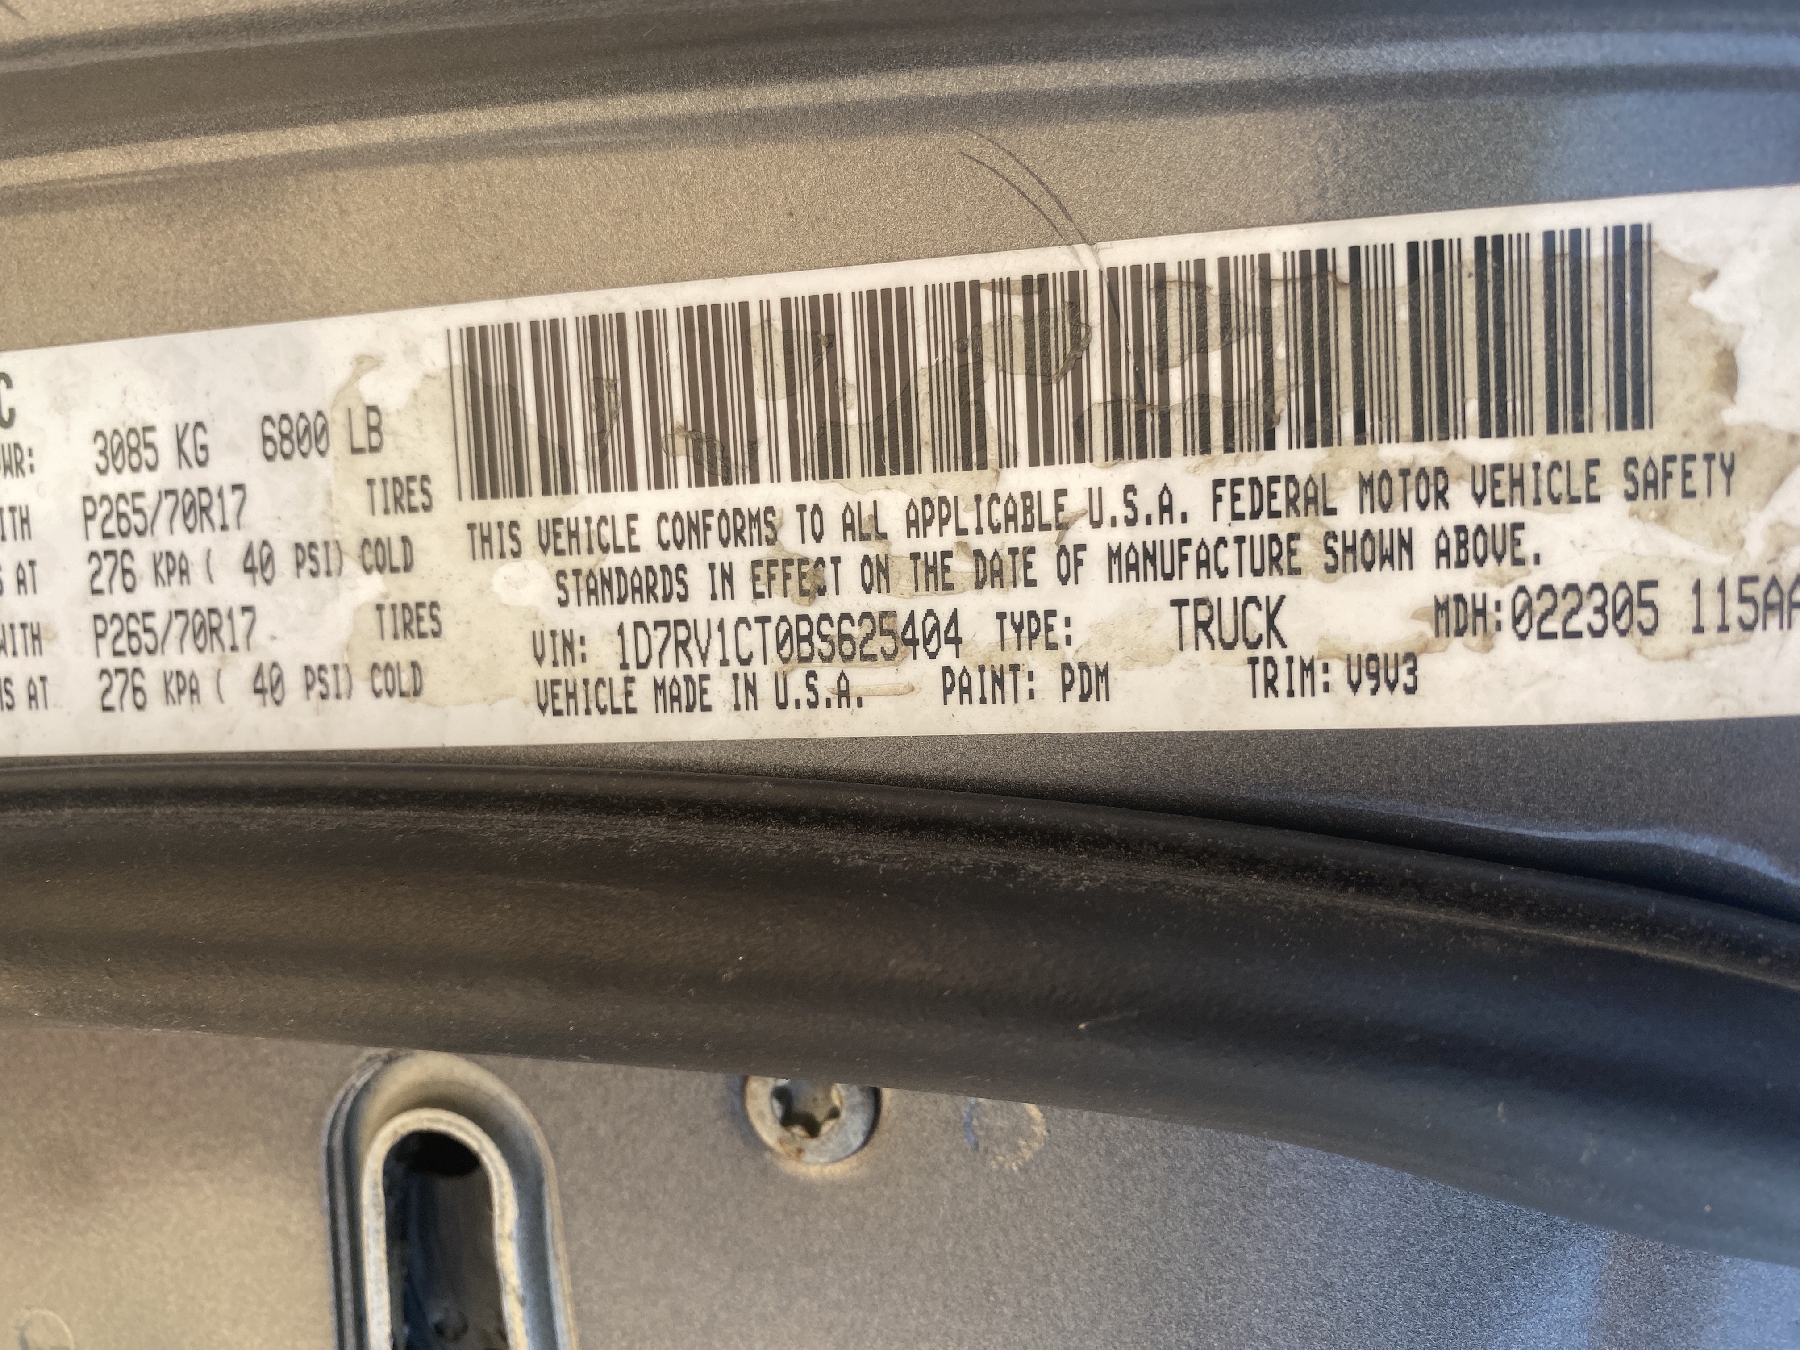 C
WR: 3085 KG 6800 LB
ITH P265/70R17 TIRES
S AT 276 KPA ( 40 PSI) COLD
WITH P265/70R17 TIRES
NS AT 276 KPA ( 40 PSI) COLD
THIS VEHICLE CONFORMS TO ALL APPLICABLE U.S.A. FEDERAL MOTOR VEHICLE SAFETY
STANDARDS IN EFFECT ON THE DATE OF MANUFACTURE SHOWN ABOVE.
VIN: 1D7RV1CT0BS625404 TYPE: TRUCK MDH:022305 115AA
VEHICLE MADE IN U.S.A. PAINT: PDM TRIM: V9V3